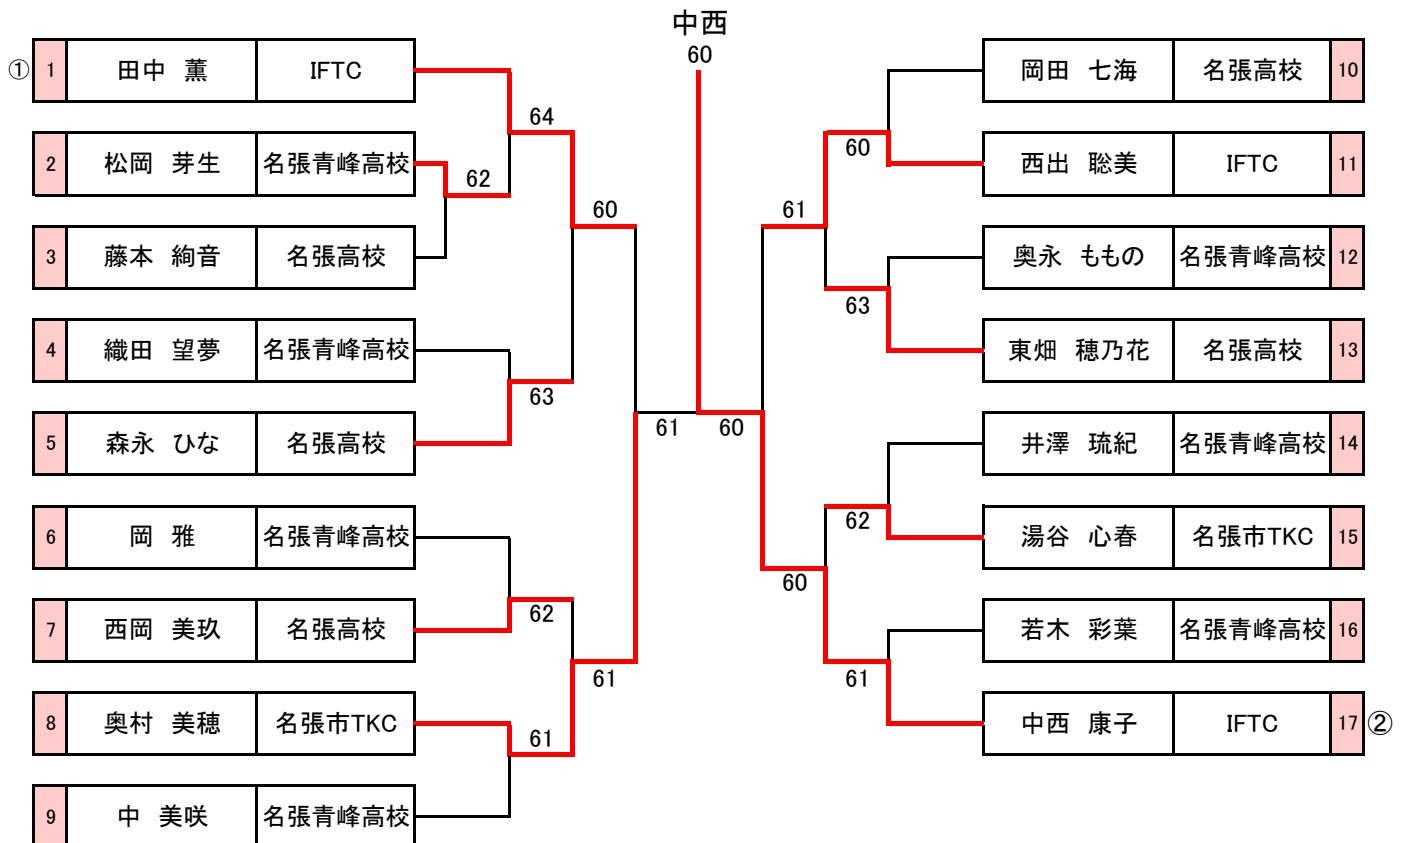 中西
60
① 1 田中 薫 IFTC
2 松岡 芽生 名張青峰高校
3 藤本 絢音 名張高校
4 織田 望夢 名張青峰高校
5 森永 ひな 名張高校
6 岡 雅 名張青峰高校
7 西岡 美玖 名張高校
8 奥村 美穂 名張市TKC
9 中 美咲 名張青峰高校
64
62
60
63
62
61
61
61
60
岡田 七海 名張高校 10
西出 聡美 IFTC 11
奥永 ももの 名張青峰高校 12
東畑 穂乃花 名張高校 13
井澤 琉紀 名張青峰高校 14
湯谷 心春 名張市TKC 15
若木 彩葉 名張青峰高校 16
中西 康子 IFTC 17 ②
60
61
63
62
60
61